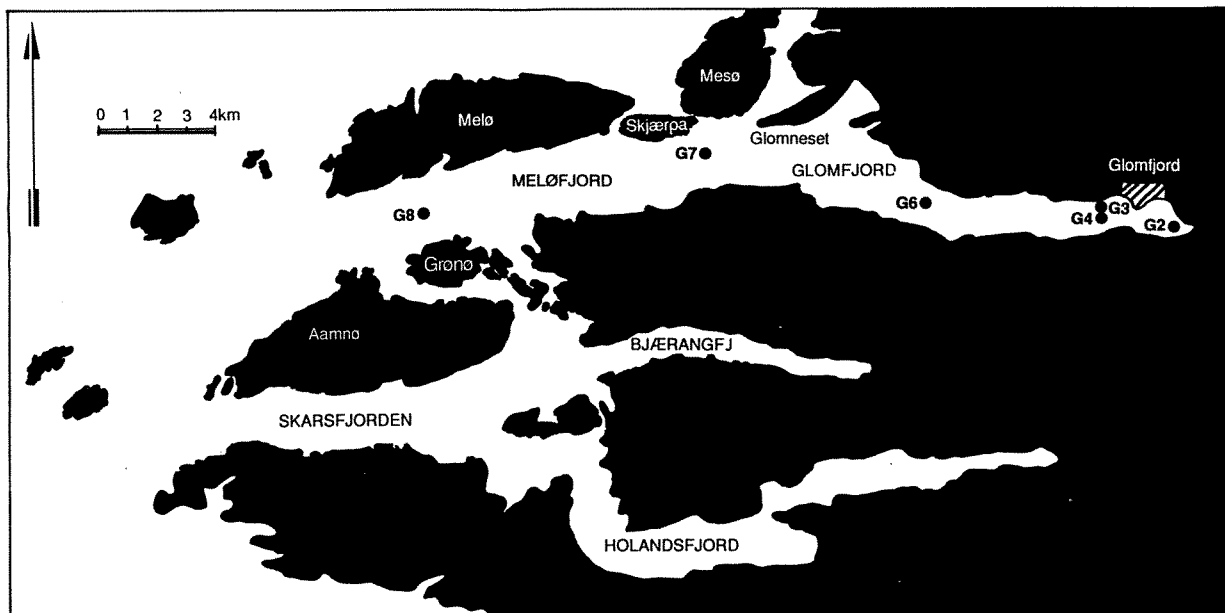 Mesø
0 1 2 3 4km
Melø
Skjærpa
Glomneset
G7
Glomfjord
MELØFJORD
GLOMFJORD
G6
G3
G4
G2
G8
Grønø
Aamnø
BJÆRANGFJ
SKARSFJORDEN
HOLANDSFJORD